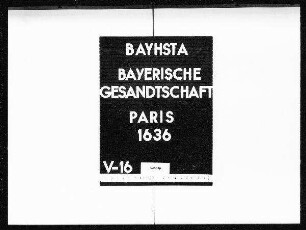 BAYHSTA
BAYERISCHE
GESANDTSCHAFT
PARIS
1636
V-16